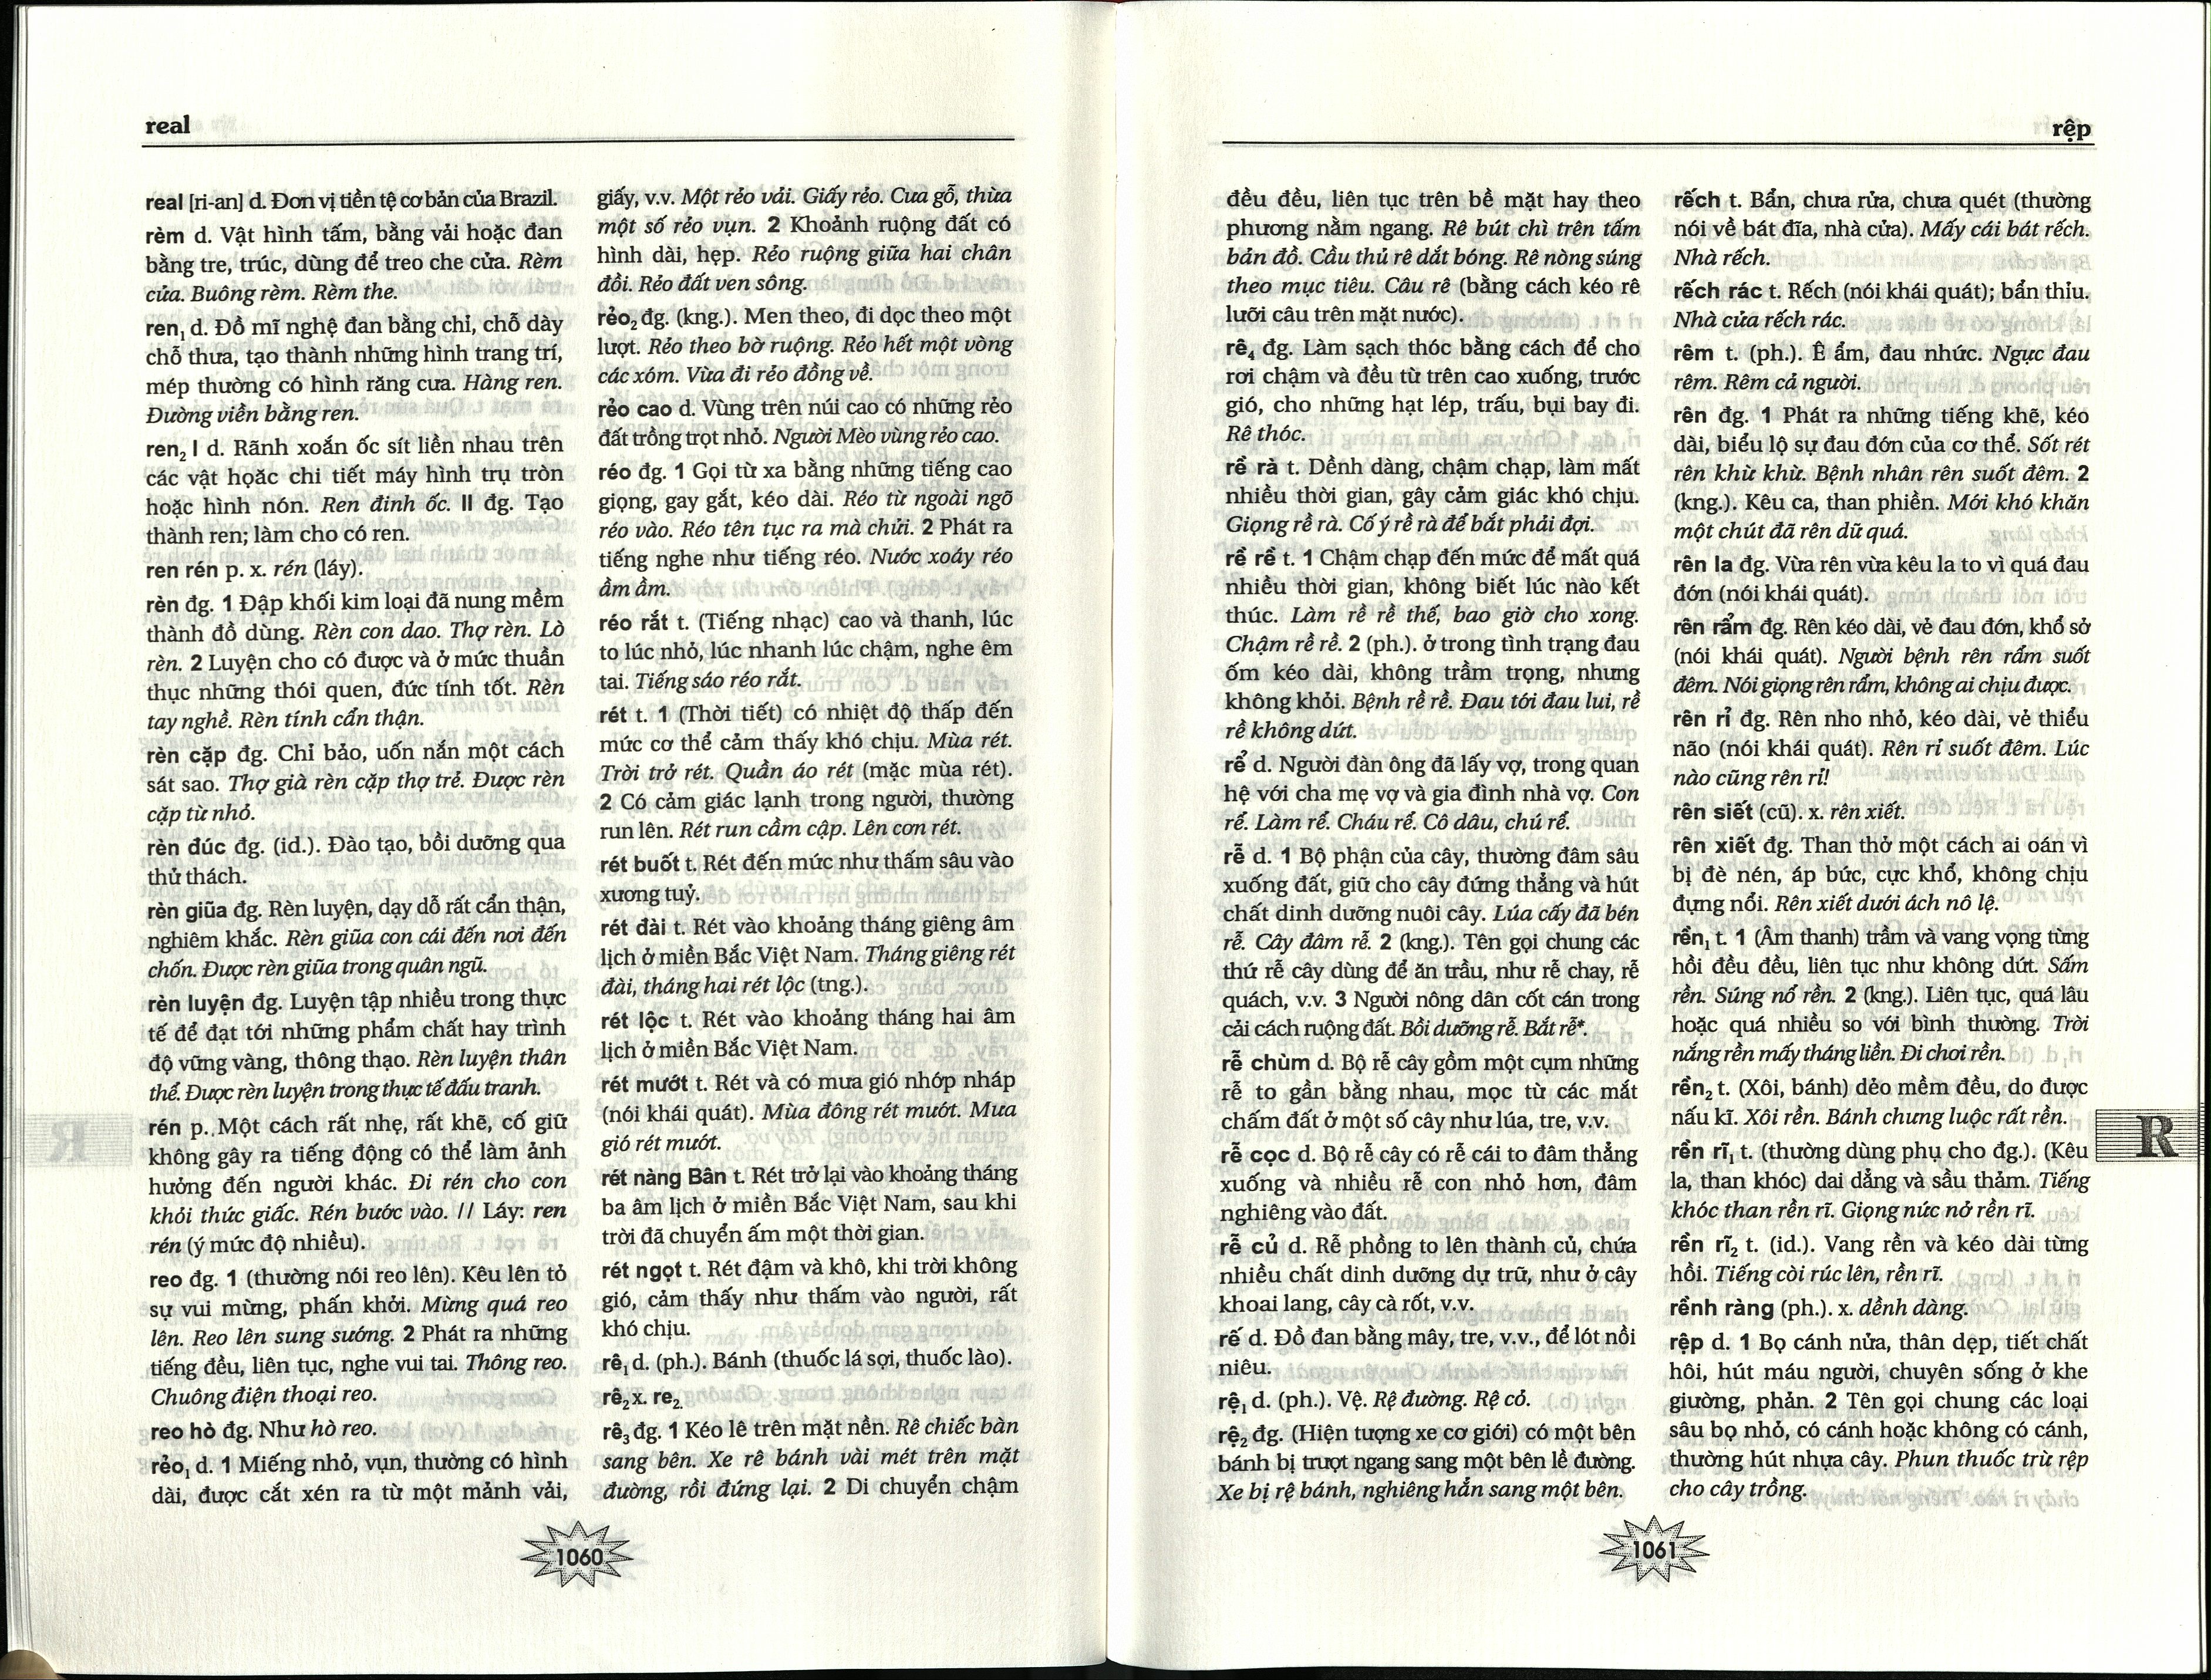 real
real [ri-an] d. Đơn vị tiền tệ cơ bản của Brazil.
rèm d. Vật hình tấm, bằng vải hoặc đan
bằng tre, trúc, dùng để treo che cửa. Rèm
cửa. Buông rèm. Rèm the.
ren₁ d. Đồ mĩ nghệ đan bằng chỉ, chỗ dày
chỗ thưa, tạo thành những hình trang trí,
mép thường có hình răng cưa. Hàng ren.
Đường viền bằng ren.
ren₂ I d. Rãnh xoắn ốc sít liền nhau trên
các vật họặc chi tiết máy hình trụ tròn
hoặc hình nón. Ren đinh ốc. II đg. Tạo
thành ren; làm cho có ren.
ren rén p. x. rén (láy).
rèn đg. 1 Đập khối kim loại đã nung mềm
thành đồ dùng. Rèn con dao. Thợ rèn. Lò
rèn. 2 Luyện cho có được và ở mức thuần
thục những thói quen, đức tính tốt. Rèn
tay nghề. Rèn tính cẩn thận.
rèn cặp đg. Chỉ bảo, uốn nắn một cách
sát sao. Thợ già rèn cặp thợ trẻ. Được rèn
cặp từ nhỏ.
rèn đúc đg. (id.). Đào tạo, bồi dưỡng qua
thử thách.
rèn giũa đg. Rèn luyện, dạy dỗ rất cẩn thận,
nghiêm khắc. Rèn giũa con cái đến nơi đến
chốn. Được rèn giũa trong quân ngũ.
rèn luyện đg. Luyện tập nhiều trong thực
tế để đạt tới những phẩm chất hay trình
độ vững vàng, thông thạo. Rèn luyện thân
thể. Được rèn luyện trong thực tế đấu tranh.
rén p. Một cách rất nhẹ, rất khẽ, cố giữ
không gây ra tiếng động có thể làm ảnh
hưởng đến người khác. Đi rén cho con
khỏi thức giấc. Rén bước vào. // Láy: ren
rén (ý mức độ nhiều).
reo đg. 1 (thường nói reo lên). Kêu lên tỏ
sự vui mừng, phấn khởi. Mừng quá reo
lên. Reo lên sung sướng. 2 Phát ra những
tiếng đều, liên tục, nghe vui tai. Thông reo.
Chuông điện thoại reo.
reo hò đg. Như hò reo.
rẻo₁ d. 1 Miếng nhỏ, vụn, thường có hình
dài, được cắt xén ra từ một mảnh vải,
giấy, v.v. Một rẻo vải. Giấy rẻo. Cưa gỗ, thừa
một số rẻo vụn. 2 Khoảnh ruộng đất có
hình dài, hẹp. Rẻo ruộng giữa hai chân
đồi. Rẻo đất ven sông.
rẻo₂ đg. (kng.). Men theo, đi dọc theo một
lượt. Rẻo theo bờ ruộng. Rẻo hết một vòng
các xóm. Vừa đi rẻo đồng về.
rẻo cao d. Vùng trên núi cao có những rẻo
đất trồng trọt nhỏ. Người Mèo vùng rẻo cao.
réo đg. 1 Gọi từ xa bằng những tiếng cao
giọng, gay gắt, kéo dài. Réo từ ngoài ngõ
réo vào. Réo tên tục ra mà chửi. 2 Phát ra
tiếng nghe như tiếng réo. Nước xoáy réo
ầm ầm.
réo rắt t. (Tiếng nhạc) cao và thanh, lúc
to lúc nhỏ, lúc nhanh lúc chậm, nghe êm
tai. Tiếng sáo réo rắt.
rét t. 1 (Thời tiết) có nhiệt độ thấp đến
mức cơ thể cảm thấy khó chịu. Mùa rét.
Trời trở rét. Quần áo rét (mặc mùa rét).
2 Có cảm giác lạnh trong người, thường
run lên. Rét run cầm cập. Lên cơn rét.
rét buốt t. Rét đến mức như thấm sâu vào
xương tuỷ.
rét đài t. Rét vào khoảng tháng giêng âm
lịch ở miền Bắc Việt Nam. Tháng giêng rét
đài, tháng hai rét lộc (tng.).
rét lộc t. Rét vào khoảng tháng hai âm
lịch ở miền Bắc Việt Nam.
rét mướt t. Rét và có mưa gió nhớp nháp
(nói khái quát). Mùa đông rét mướt. Mưa
gió rét mướt.
rét nàng Bân t. Rét trở lại vào khoảng tháng
ba âm lịch ở miền Bắc Việt Nam, sau khi
trời đã chuyển ấm một thời gian.
rét ngọt t. Rét đậm và khô, khi trời không
gió, cảm thấy như thấm vào người, rất
khó chịu.
rê₁ d. (ph.). Bánh (thuốc lá sợi, thuốc lào).
rê₂ x. re₂.
rê₃ đg. 1 Kéo lê trên mặt nền. Rê chiếc bàn
sang bên. Xe rê bánh vài mét trên mặt
đường, rồi đứng lại. 2 Di chuyển chậm
1060
rệp
đều đều, liên tục trên bề mặt hay theo
phương nằm ngang. Rê bút chì trên tấm
bản đồ. Cầu thủ rê dắt bóng. Rê nòng súng
theo mục tiêu. Câu rê (bằng cách kéo rê
lưỡi câu trên mặt nước).
rê₄ đg. Làm sạch thóc bằng cách để cho
rơi chậm và đều từ trên cao xuống, trước
gió, cho những hạt lép, trấu, bụi bay đi.
Rê thóc.
rề rà t. Dềnh dàng, chậm chạp, làm mất
nhiều thời gian, gây cảm giác khó chịu.
Giọng rề rà. Cố ý rề rà để bắt phải đợi.
rề rề t. 1 Chậm chạp đến mức để mất quá
nhiều thời gian, không biết lúc nào kết
thúc. Làm rề rề thế, bao giờ cho xong.
Chậm rề rề. 2 (ph.). ở trong tình trạng đau
ốm kéo dài, không trầm trọng, nhưng
không khỏi. Bệnh rề rề. Đau tới đau lui, rề
rề không dứt.
rể d. Người đàn ông đã lấy vợ, trong quan
hệ với cha mẹ vợ và gia đình nhà vợ. Con
rể. Làm rể. Cháu rể. Cô dâu, chú rể.
rễ d. 1 Bộ phận của cây, thường đâm sâu
xuống đất, giữ cho cây đứng thẳng và hút
chất dinh dưỡng nuôi cây. Lúa cấy đã bén
rễ. Cây đâm rễ. 2 (kng.). Tên gọi chung các
thứ rễ cây dùng để ăn trầu, như rễ chay, rễ
quách, v.v. 3 Người nông dân cốt cán trong
cải cách ruộng đất. Bồi dưỡng rễ. Bắt rễ*.
rễ chùm d. Bộ rễ cây gồm một cụm những
rễ to gần bằng nhau, mọc từ các mắt
chấm đất ở một số cây như lúa, tre, v.v.
rễ cọc d. Bộ rễ cây có rễ cái to đâm thẳng
xuống và nhiều rễ con nhỏ hơn, đâm
nghiêng vào đất.
rễ củ d. Rễ phồng to lên thành củ, chứa
nhiều chất dinh dưỡng dự trữ, như ở cây
khoai lang, cây cà rốt, v.v.
rế d. Đồ đan bằng mây, tre, v.v., để lót nồi
niêu.
rệ₁ d. (ph.). Vệ. Rệ đường. Rệ cỏ.
rệ₂ đg. (Hiện tượng xe cơ giới) có một bên
bánh bị trượt ngang sang một bên lề đường.
Xe bị rệ bánh, nghiêng hẳn sang một bên.
rếch t. Bẩn, chưa rửa, chưa quét (thường
nói về bát đĩa, nhà cửa). Mấy cái bát rếch.
Nhà rếch.
rếch rác t. Rếch (nói khái quát); bẩn thỉu.
Nhà cửa rếch rác.
rêm t. (ph.). Ê ẩm, đau nhức. Ngực đau
rêm. Rêm cả người.
rên đg. 1 Phát ra những tiếng khẽ, kéo
dài, biểu lộ sự đau đớn của cơ thể. Sốt rét
rên khừ khừ. Bệnh nhân rên suốt đêm. 2
(kng.). Kêu ca, than phiền. Mới khó khăn
một chút đã rên dữ quá.
rên la đg. Vừa rên vừa kêu la to vì quá đau
đớn (nói khái quát).
rên rẩm đg. Rên kéo dài, vẻ đau đớn, khổ sở
(nói khái quát). Người bệnh rên rẩm suốt
đêm. Nói giọng rên rẩm, không ai chịu được.
rên rỉ đg. Rên nho nhỏ, kéo dài, vẻ thiểu
não (nói khái quát). Rên rỉ suốt đêm. Lúc
nào cũng rên rỉ!
rên siết (cũ). x. rên xiết.
rên xiết đg. Than thở một cách ai oán vì
bị đè nén, áp bức, cực khổ, không chịu
đựng nổi. Rên xiết dưới ách nô lệ.
rền₁ t. 1 (Âm thanh) trầm và vang vọng từng
hồi đều đều, liên tục như không dứt. Sấm
rền. Súng nổ rền. 2 (kng.). Liên tục, quá lâu
hoặc quá nhiều so với bình thường. Trời
nắng rền mấy tháng liền. Đi chơi rền.
rền₂ t. (Xôi, bánh) dẻo mềm đều, do được
nấu kĩ. Xôi rền. Bánh chưng luộc rất rền.
rền rĩ₁ t. (thường dùng phụ cho đg.). (Kêu
la, than khóc) dai dẳng và sầu thảm. Tiếng
khóc than rền rĩ. Giọng nức nở rền rĩ.
rền rĩ₂ t. (id.). Vang rền và kéo dài từng
hồi. Tiếng còi rúc lên, rền rĩ.
rềnh ràng (ph.). x. dềnh dàng.
rệp d. 1 Bọ cánh nửa, thân dẹp, tiết chất
hôi, hút máu người, chuyên sống ở khe
giường, phản. 2 Tên gọi chung các loại
sâu bọ nhỏ, có cánh hoặc không có cánh,
thường hút nhựa cây. Phun thuốc trừ rệp
cho cây trồng.
R
1061